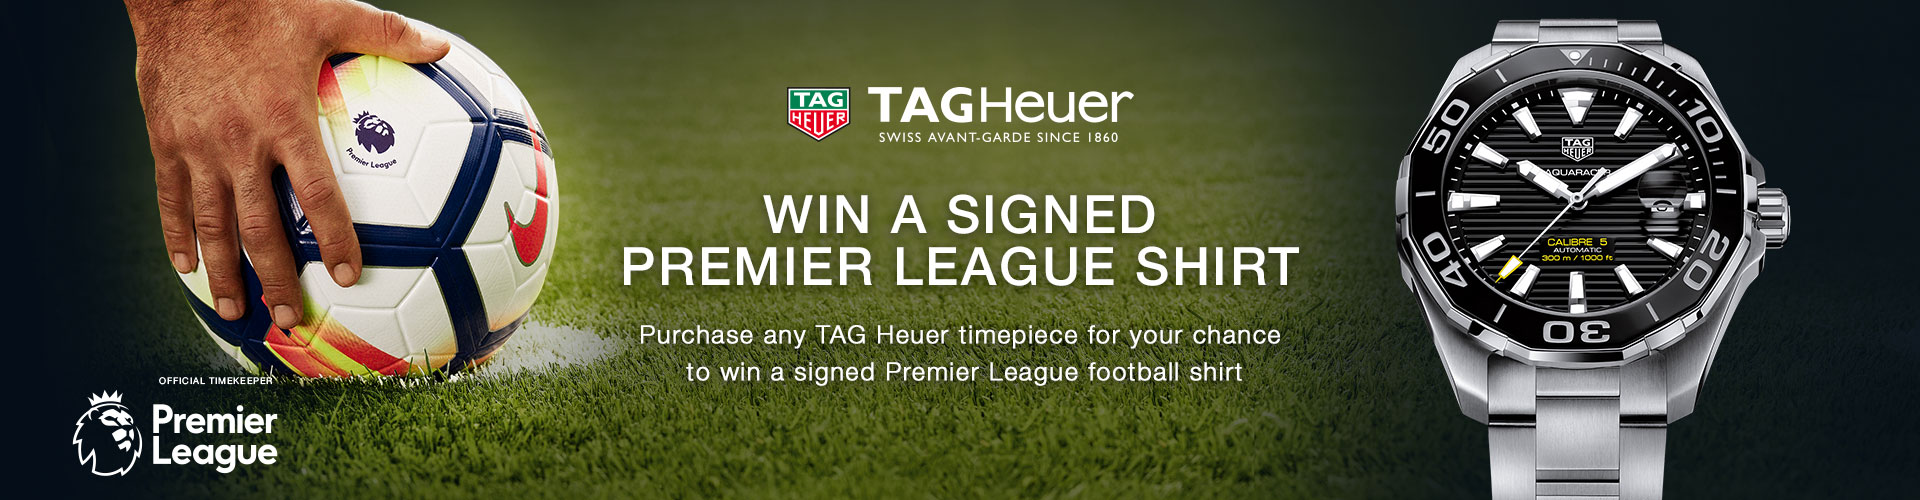 Premier League
OFFICIAL TIMEKEEPER
Premier
League
TAG
HEUER
TAGHeuer
SWISS AVANT-GARDE SINCE 1860
WIN A SIGNED
PREMIER LEAGUE SHIRT
Purchase any TAG Heuer timepiece for your chance
to win a signed Premier League football shirt
50
10
20
30
40
TAG
HEUER
AQUARACER
CALIBRE 5
AUTOMATIC
300 m / 1000 ft